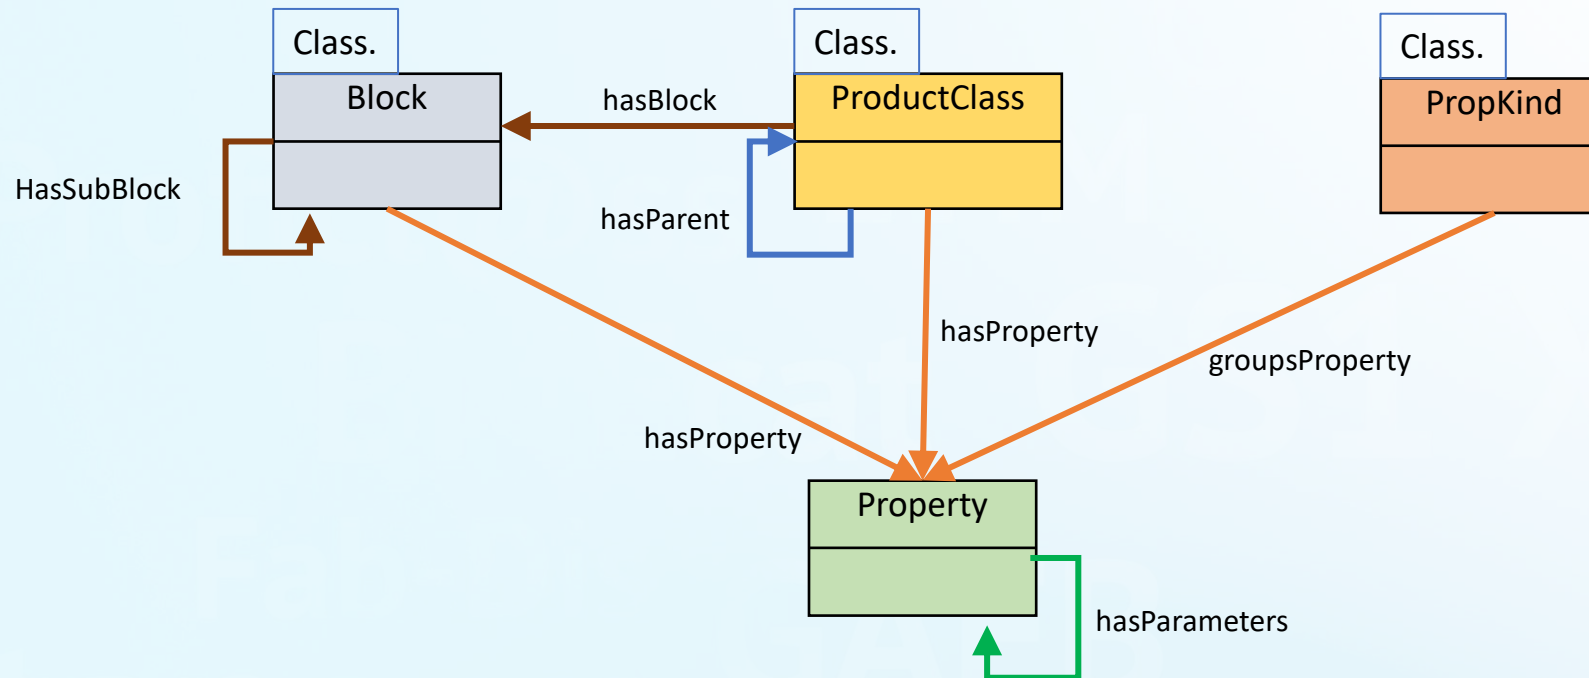 Class.
Class.
Class.
Block
hasBlock
ProductClass
PropKind
HasSubBlock
hasParent
hasProperty
groupsProperty
hasProperty
Property
hasParameters